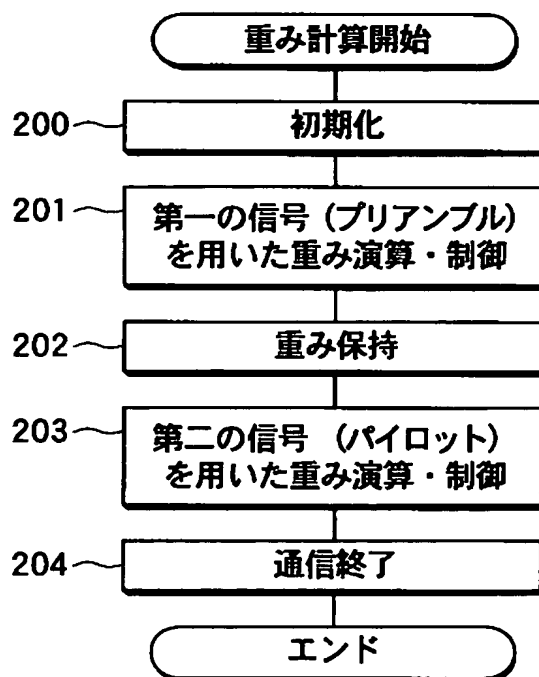 重み計算開始
200
初期化
201
第一の信号（プリアンブル）
を用いた重み演算・制御
202
重み保持
203
第二の信号 （パイロット）
を用いた重み演算・制御
204
通信終了
エンド